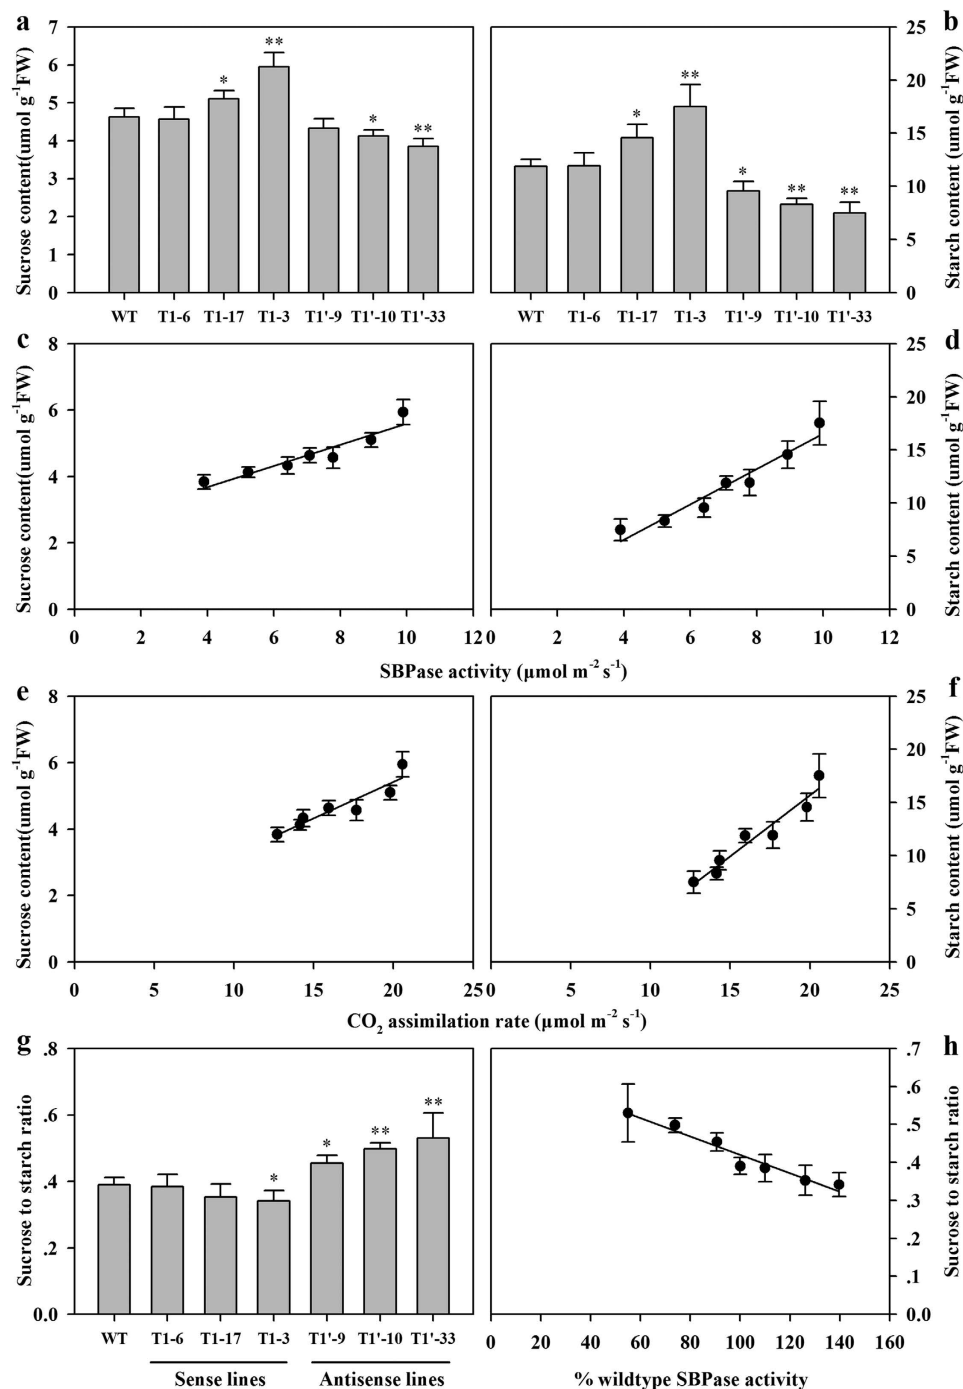 a
b
Sucrose content(umol g-1FW)
7
6
5
4
3
2
1
0
* ** * **
WT T1-6 T1-17 T1-3 T1'-9 T1'-10 T1'-33
* ** * ** **
25
20
15
10
5
0
Starch content (umol g-1FW)
WT T1-6 T1-17 T1-3 T1'-9 T1'-10 T1'-33
c
d
Sucrose content(umol g-1FW)
8
6
4
2
0
0 2 4 6 8 10 12
25
20
15
10
5
0
Starch content (umol g-1FW)
2 4 6 8 10 12
SBPase activity (µmol m-2 s-1)
e
f
Sucrose content(umol g-1FW)
8
6
4
2
0
0 5 10 15 20 25
25
20
15
10
5
0
Starch content (umol g-1FW)
0 5 10 15 20 25
CO2 assimilation rate (µmol m-2 s-1)
g
h
Sucrose to starch ratio
.8
.6
.4
.2
0.0
* * ** **
WT T1-6 T1-17 T1-3 T1'-9 T1'-10 T1'-33
Sense lines Antisense lines
.7
.6
.5
.4
.3
.2
.1
0.0
Sucrose to starch ratio
0 20 40 60 80 100 120 140 160
% wildtype SBPase activity